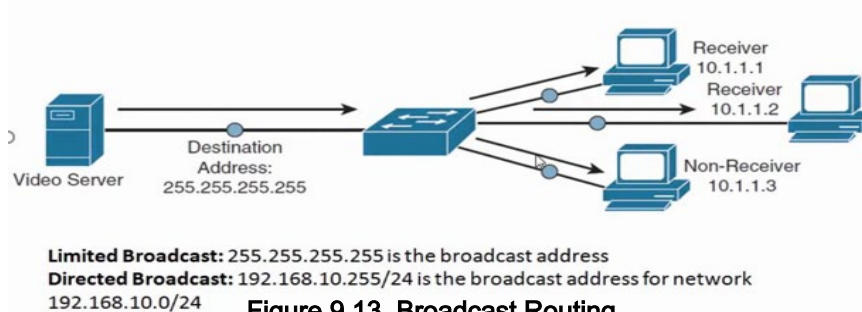 Receiver
10.1.1.1
Receiver
10.1.1.2
Destination
Address:
255.255.255.255
Video Server
Non-Receiver
10.1.1.3
Limited Broadcast: 255.255.255.255 is the broadcast address
Directed Broadcast: 192.168.10.255/24 is the broadcast address for network
192.168.10.0/24
Figure 9.13 Broadcast Routing